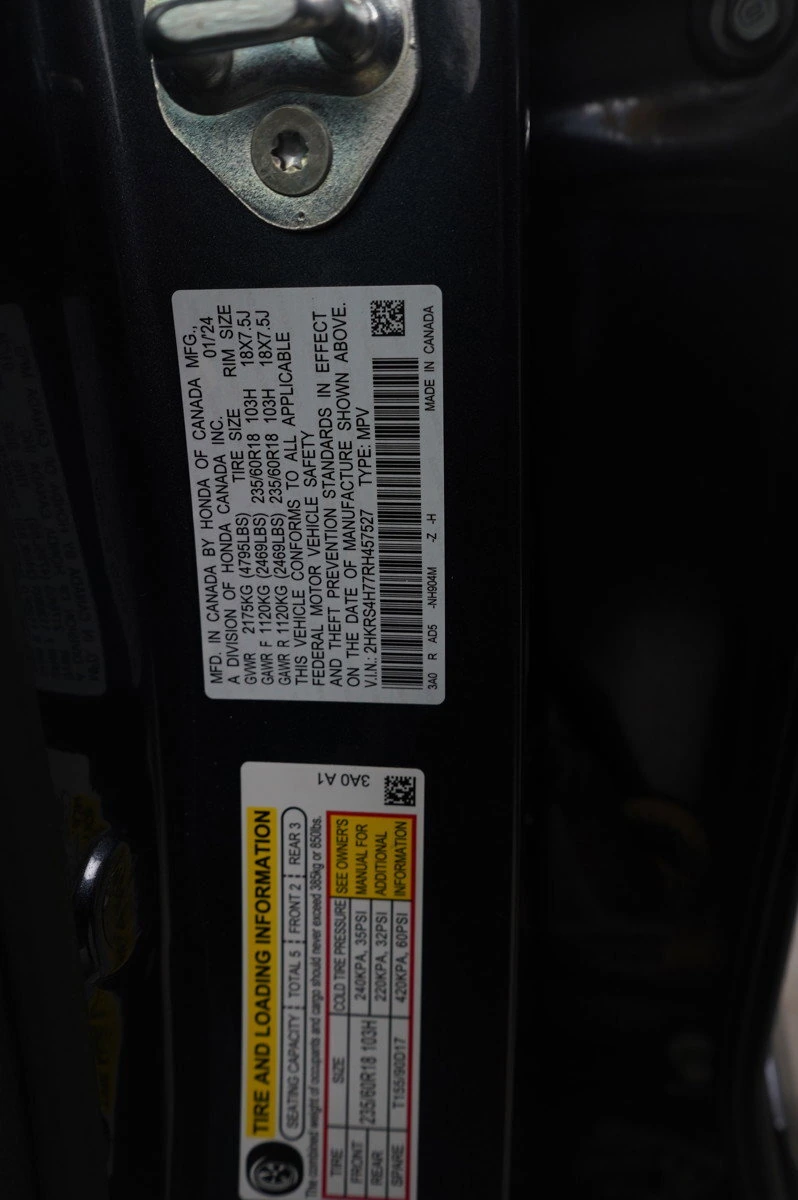 MFD. IN CANADA BY HONDA OF CANADA MFG.,
A DIVISION OF HONDA CANADA INC. 01/'24
GVWR 2175KG (4795LBS) TIRE SIZE RIM SIZE
GAWR F 1120KG (2469LBS) 235/60R18 103H 18X7.5J
GAWR R 1120KG (2469LBS) 235/60R18 103H 18X7.5J
THIS VEHICLE CONFORMS TO ALL APPLICABLE
FEDERAL MOTOR VEHICLE SAFETY
AND THEFT PREVENTION STANDARDS IN EFFECT
ON THE DATE OF MANUFACTURE SHOWN ABOVE.
V.I.N.: 2HKRS4H77RH457527 TYPE: MPV
3A0 R AD5 -NH904M -Z -H MADE IN CANADA
3A0 A1
TIRE AND LOADING INFORMATION
SEATING CAPACITY TOTAL 5 FRONT 2 REAR 3
The combined weight of occupants and cargo should never exceed 385kg or 850lbs.
TIRE SIZE COLD TIRE PRESSURE SEE OWNER'S
FRONT 235/60R18 103H 240KPA, 35PSI MANUAL FOR
REAR 220KPA, 32PSI ADDITIONAL
SPARE T155/90D17 420KPA, 60PSI INFORMATION